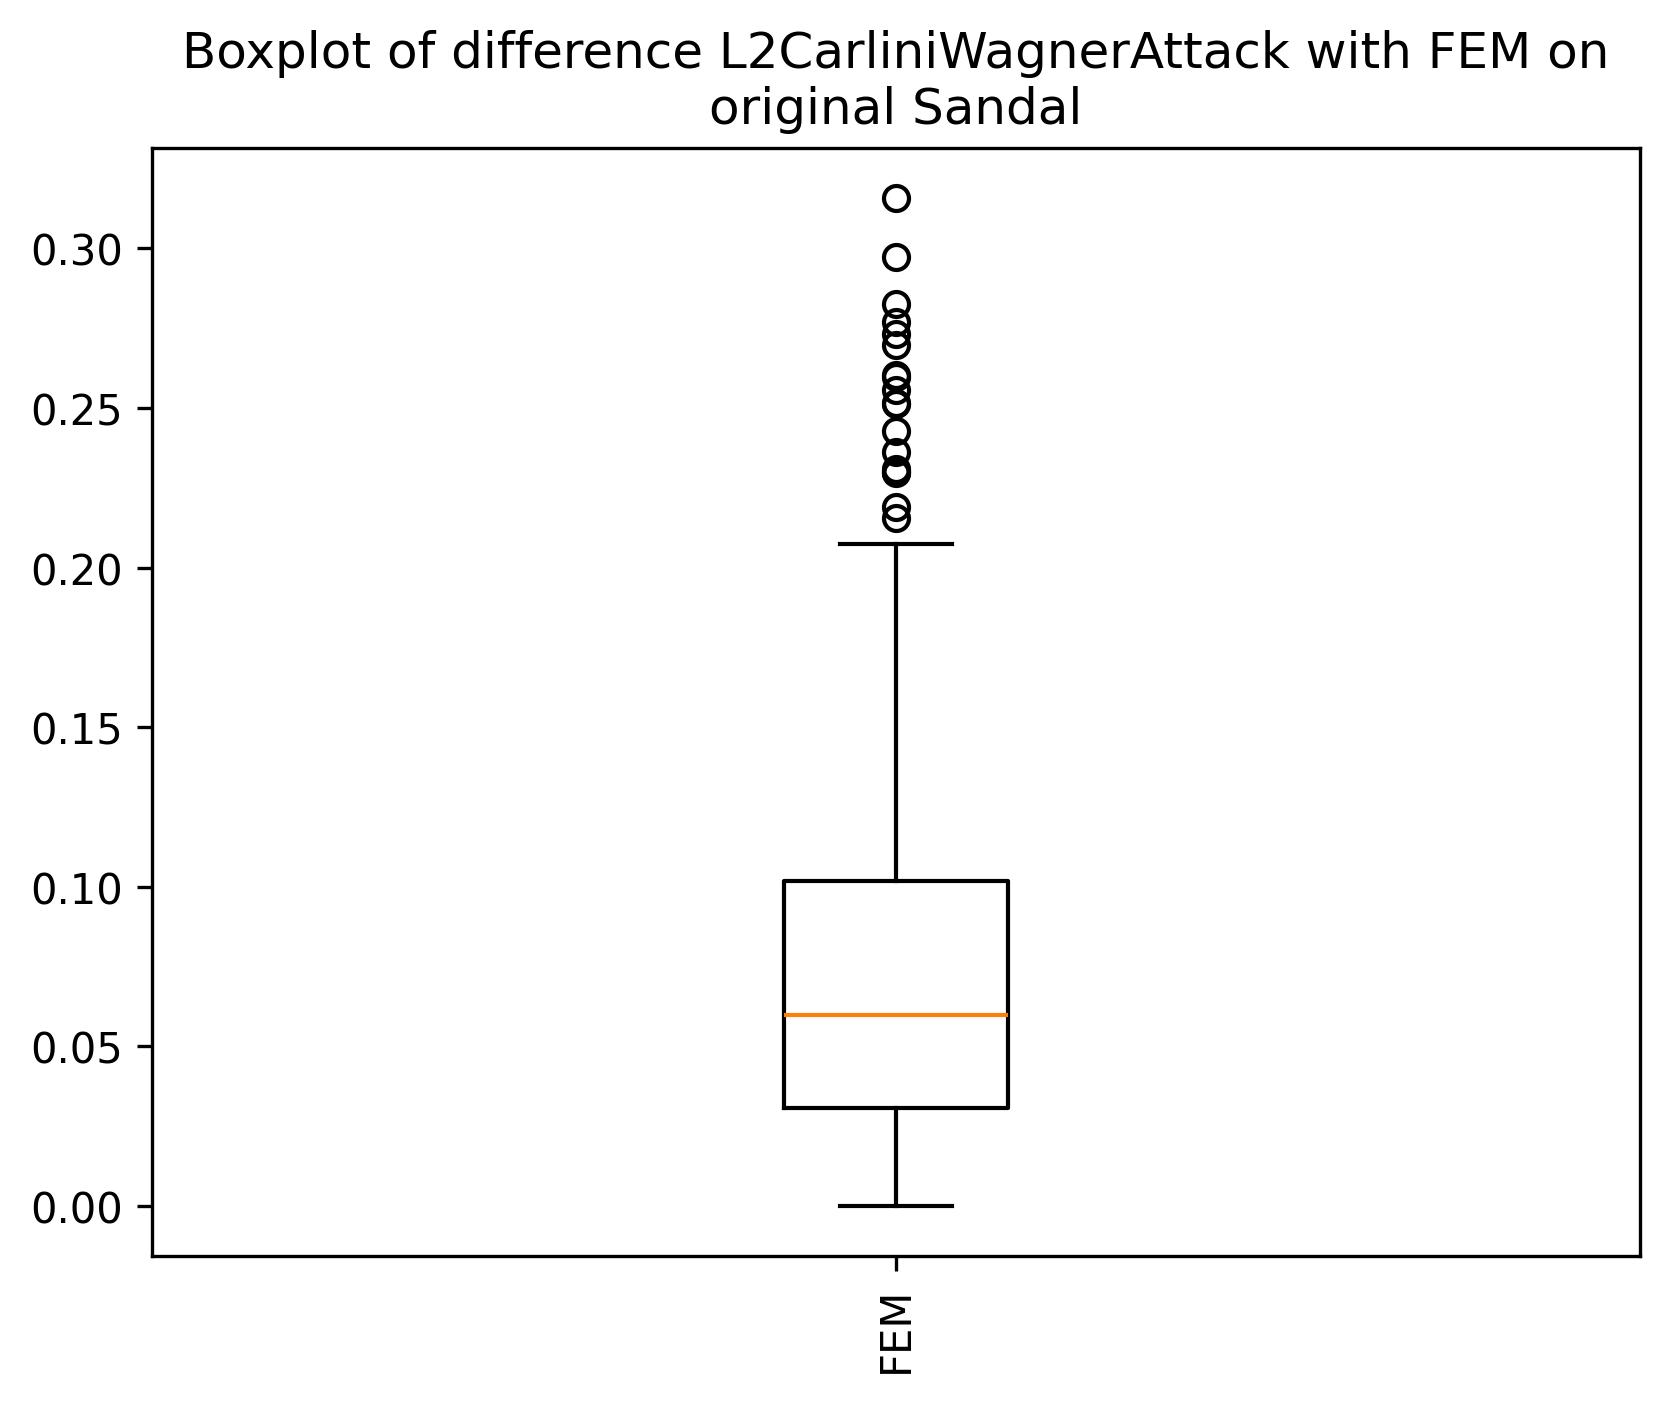 Boxplot of difference L2CarliniWagnerAttack with FEM on
original Sandal
0.30
0.25
0.20
0.15
0.10
0.05
0.00
FEM